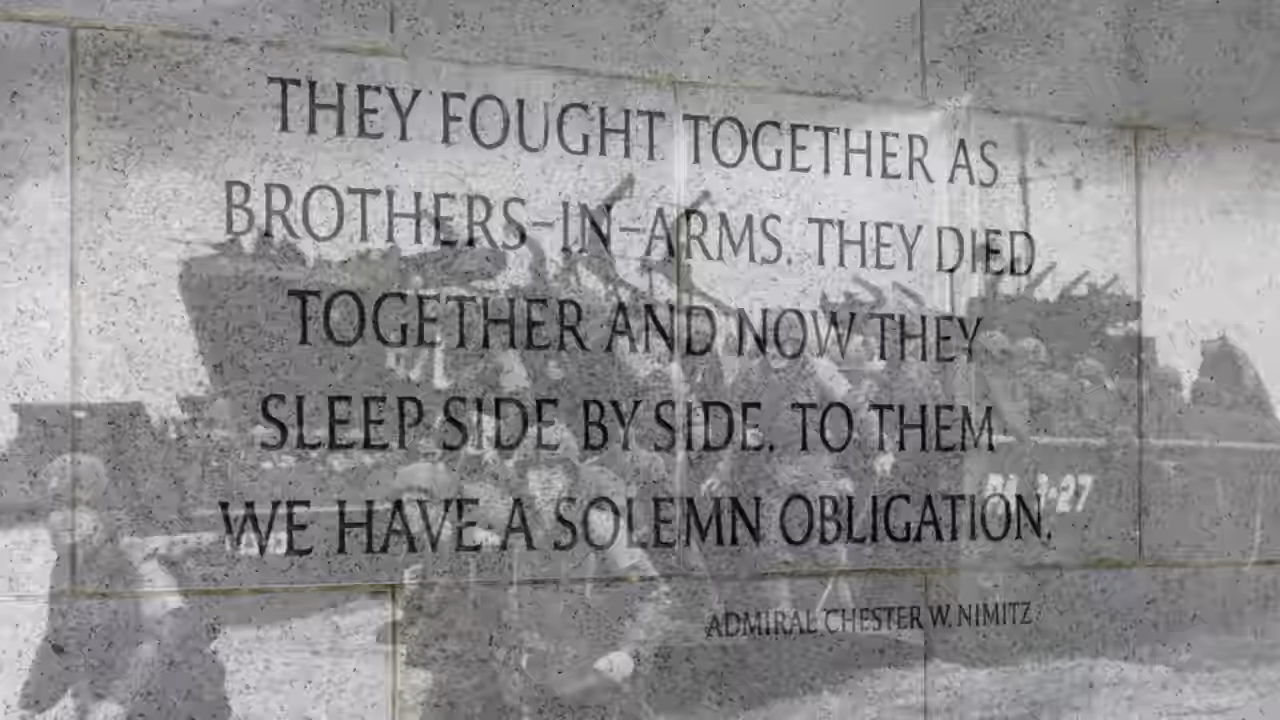 THEY FOUGHT TOGETHER AS
BROTHERS-IN-ARMS. THEY DIED
TOGETHER AND NOW THEY
SLEEP SIDE BY SIDE. TO THEM
WE HAVE A SOLEMN OBLIGATION.
ADMIRAL CHESTER W. NIMITZ